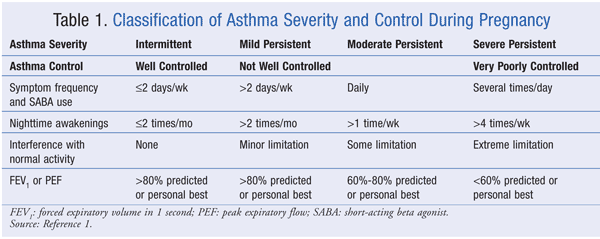 Table 1. Classification of Asthma Severity and Control During Pregnancy
Asthma Severity Intermittent Mild Persistent Moderate Persistent Severe Persistent
Asthma Control Well Controlled Not Well Controlled Very Poorly Controlled
Symptom frequency ≤2 days/wk >2 days/wk Daily Several times/day
and SABA use
Nighttime awakenings ≤2 times/mo >2 times/mo >1 time/wk >4 times/wk
Interference with None Minor limitation Some limitation Extreme limitation
normal activity
FEV1 or PEF >80% predicted >80% predicted 60%-80% predicted <60% predicted or
or personal best or personal best or personal best personal best
FEV1: forced expiratory volume in 1 second; PEF: peak expiratory flow; SABA: short-acting beta agonist.
Source: Reference 1.